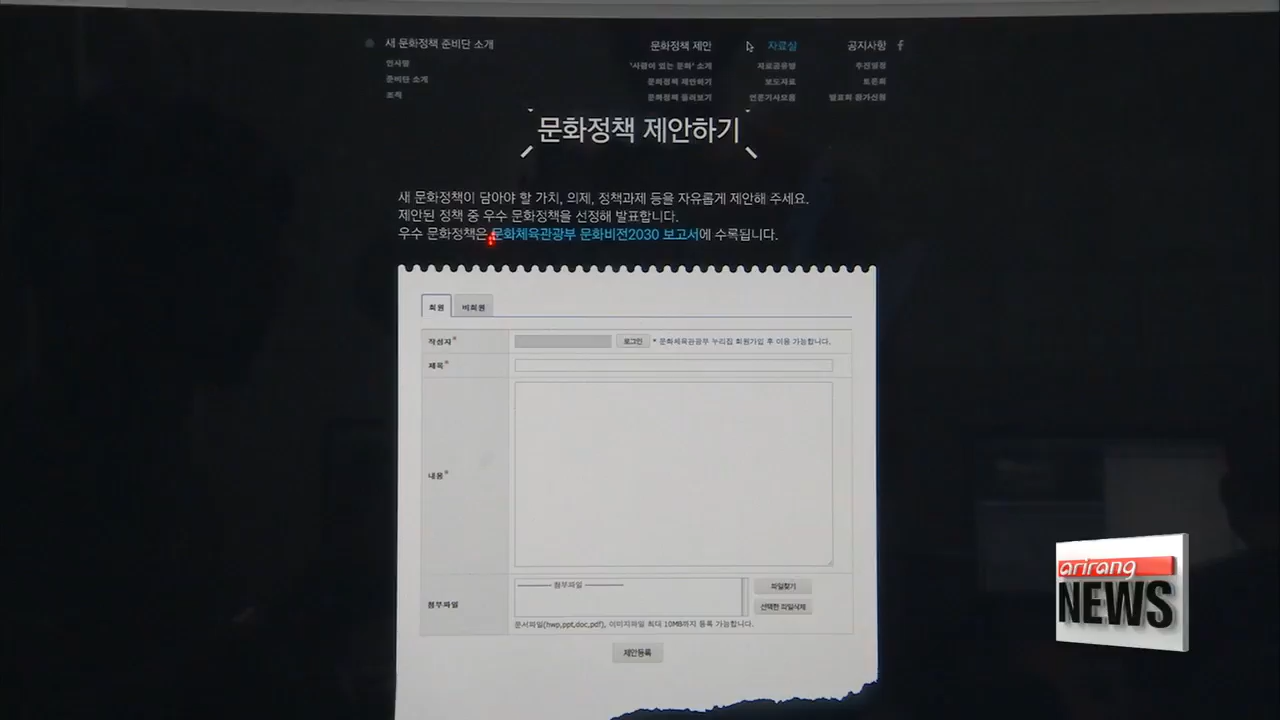 새 문화정책 준비단 소개
문화정책 제안
자료실
공지사항
인사말
준비단 소개
조직
'사람이 있는 문화' 소개
문화정책 제안하기
문화정책 둘러보기
자료공유방
보도자료
언론기사모음
추진일정
토론회
발표회 참가신청
문화정책 제안하기
새 문화정책이 담아야 할 가치, 의제, 정책과제 등을 자유롭게 제안해 주세요.
제안된 정책 중 우수 문화정책을 선정해 발표합니다.
우수 문화정책은 문화체육관광부 문화비전2030 보고서에 수록됩니다.
회원 비회원
작성자* 로그인 * 문화체육관광부 누리집 회원가입 후 이용 가능합니다.
제목*
내용*
첨부파일
첨부파일
파일찾기
선택한 파일삭제
문서파일(hwp,ppt,doc,pdf), 이미지파일 최대 10MB까지 등록 가능합니다.
제안등록
arirang
NEWS